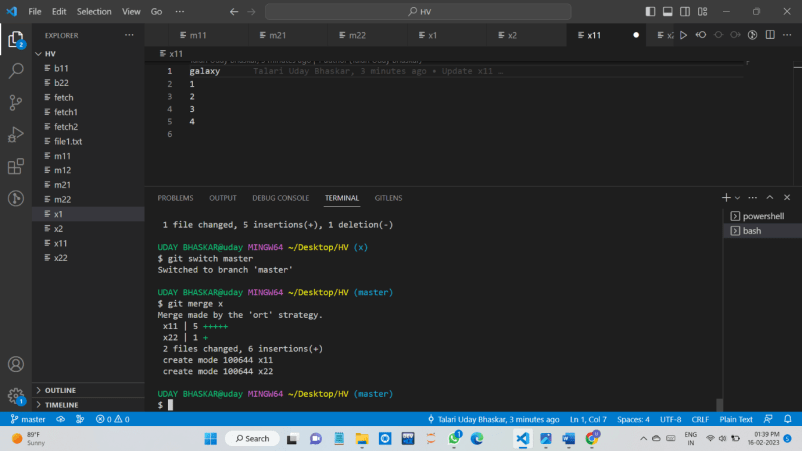 File Edit Selection View Go ··· HV
EXPLORER ···
HV
b11
b22
fetch
fetch1
fetch2
file1.txt
m11
m12
m21
m22
x1
x2
x11
x22
OUTLINE
TIMELINE
m11 m21 m22 x1 x2 x11
x11
1 galaxy Talari Uday Bhaskar, 3 minutes ago • Update x11 …
2 1
3 2
4 3
5 4
6
PROBLEMS OUTPUT DEBUG CONSOLE TERMINAL GITLENS
powershell
bash
1 file changed, 5 insertions(+), 1 deletion(-)
UDAY BHASKAR@uday MINGW64 ~/Desktop/HV (x)
$ git switch master
Switched to branch 'master'
UDAY BHASKAR@uday MINGW64 ~/Desktop/HV (master)
$ git merge x
Merge made by the 'ort' strategy.
x11 | 5 +++++
x22 | 1 +
2 files changed, 6 insertions(+)
create mode 100644 x11
create mode 100644 x22
UDAY BHASKAR@uday MINGW64 ~/Desktop/HV (master)
$
master 0 0 Talari Uday Bhaskar, 3 minutes ago Ln 1, Col 7 Spaces: 4 UTF-8 CRLF Plain Text
89°F
Sunny
Search
ENG
IN
01:39 PM
16-02-2023